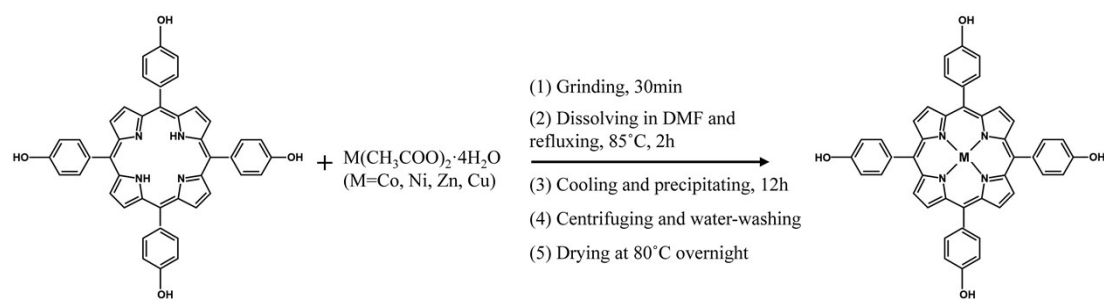 OH
HO
N
HN
NH
N
OH
OH
+
M(CH₃COO)₂·4H₂O
(M=Co, Ni, Zn, Cu)
(1) Grinding, 30min
(2) Dissolving in DMF and
refluxing, 85˚C, 2h
(3) Cooling and precipitating, 12h
(4) Centrifuging and water-washing
(5) Drying at 80˚C overnight
OH
HO
N
N
M
N
N
OH
OH